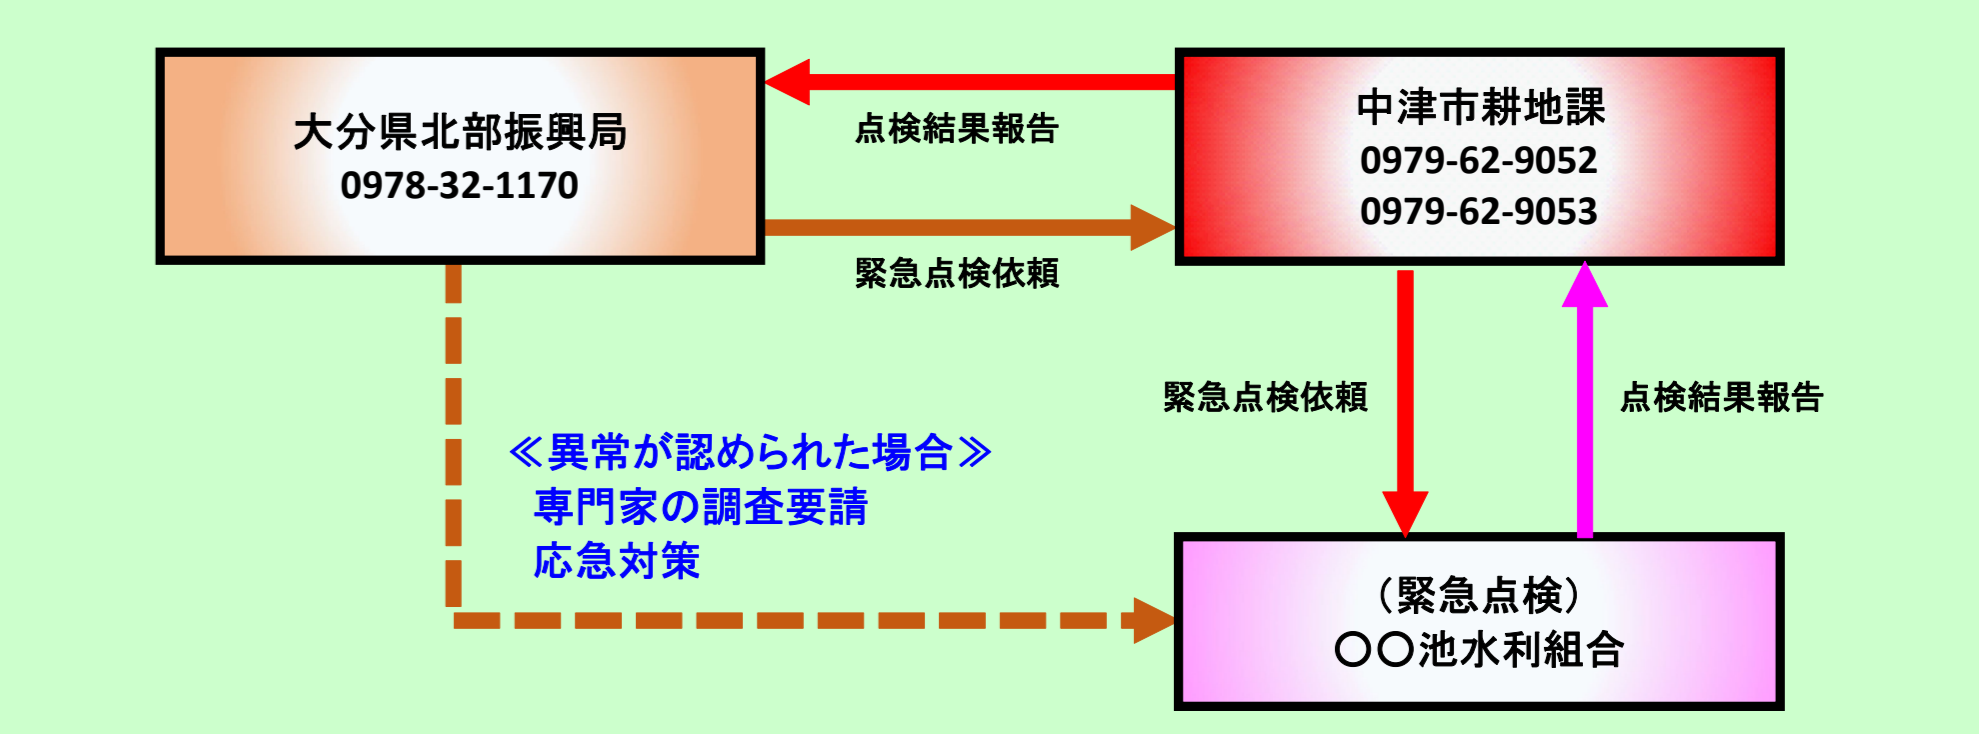 大分県北部振興局
0978-32-1170
点検結果報告
緊急点検依頼
中津市耕地課
0979-62-9052
0979-62-9053
緊急点検依頼
点検結果報告
≪異常が認められた場合≫
専門家の調査要請
応急対策
（緊急点検）
〇〇池水利組合